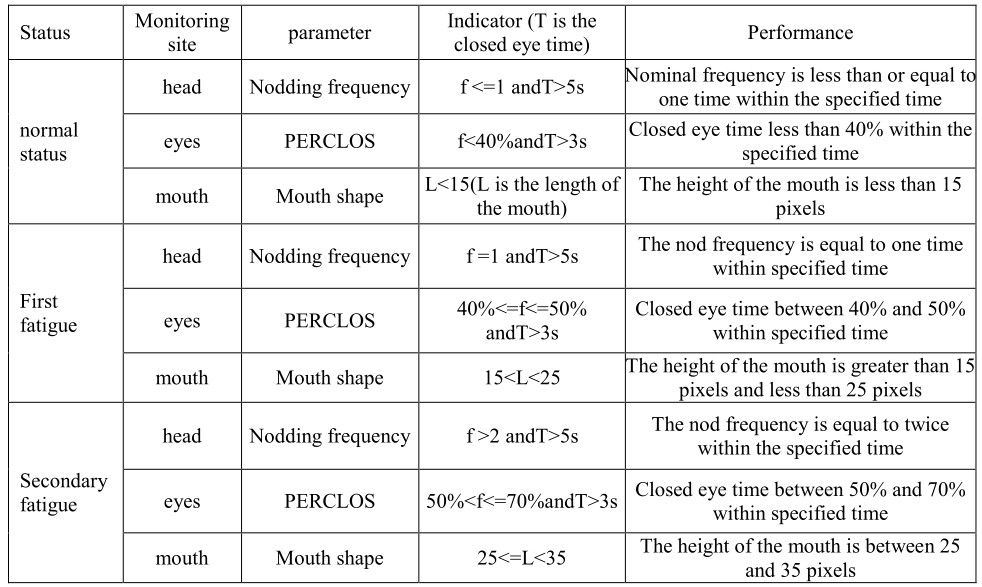 Status
Monitoring
site
parameter
Indicator (T is the
closed eye time)
Performance
normal
status
head
Nodding frequency
f <=1 andT>5s
Nominal frequency is less than or equal to
one time within the specified time
eyes
PERCLOS
f<40%andT>3s
Closed eye time less than 40% within the
specified time
mouth
Mouth shape
L<15(L is the length of
the mouth)
The height of the mouth is less than 15
pixels
First
fatigue
head
Nodding frequency
f =1 andT>5s
The nod frequency is equal to one time
within specified time
eyes
PERCLOS
40%<=f<=50%
andT>3s
Closed eye time between 40% and 50%
within specified time
mouth
Mouth shape
15<L<25
The height of the mouth is greater than 15
pixels and less than 25 pixels
Secondary
fatigue
head
Nodding frequency
f >2 andT>5s
The nod frequency is equal to twice
within the specified time
eyes
PERCLOS
50%<f<=70%andT>3s
Closed eye time between 50% and 70%
within specified time
mouth
Mouth shape
25<=L<35
The height of the mouth is between 25
and 35 pixels